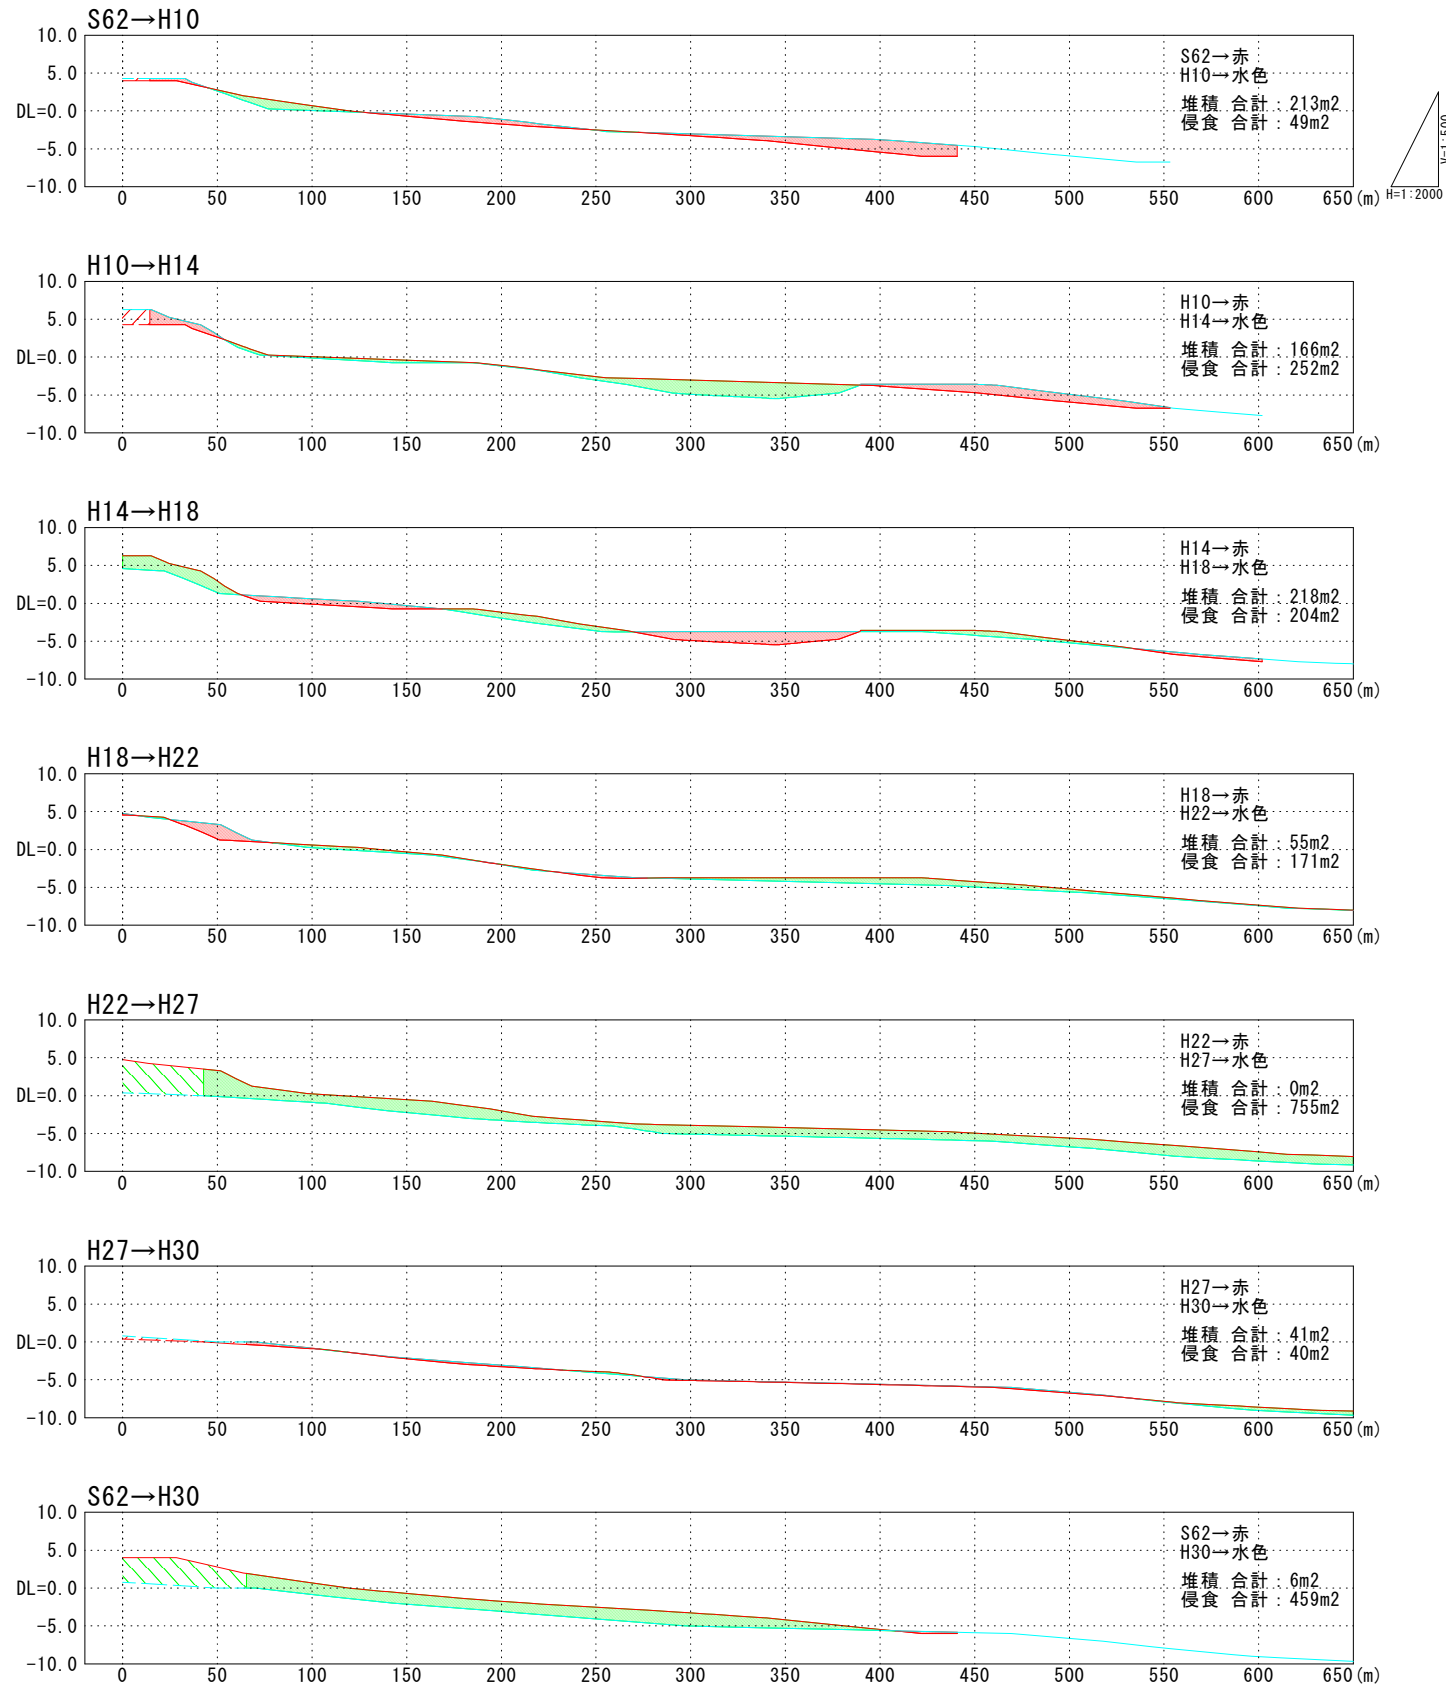 S62→H10
10.0
5.0
DL=0.0
-5.0
-10.0
S62→赤
H10→水色
堆積 合計：213m2
侵食 合計：49m2
0 50 100 150 200 250 300 350 400 450 500 550 600 650(m)
V=1:500
H=1:2000
H10→H14
10.0
5.0
DL=0.0
-5.0
-10.0
H10→赤
H14→水色
堆積 合計：166m2
侵食 合計：252m2
0 50 100 150 200 250 300 350 400 450 500 550 600 650(m)
H14→H18
10.0
5.0
DL=0.0
-5.0
-10.0
H14→赤
H18→水色
堆積 合計：218m2
侵食 合計：204m2
0 50 100 150 200 250 300 350 400 450 500 550 600 650(m)
H18→H22
10.0
5.0
DL=0.0
-5.0
-10.0
H18→赤
H22→水色
堆積 合計：55m2
侵食 合計：171m2
0 50 100 150 200 250 300 350 400 450 500 550 600 650(m)
H22→H27
10.0
5.0
DL=0.0
-5.0
-10.0
H22→赤
H27→水色
堆積 合計：0m2
侵食 合計：755m2
0 50 100 150 200 250 300 350 400 450 500 550 600 650(m)
H27→H30
10.0
5.0
DL=0.0
-5.0
-10.0
H27→赤
H30→水色
堆積 合計：41m2
侵食 合計：40m2
0 50 100 150 200 250 300 350 400 450 500 550 600 650(m)
S62→H30
10.0
5.0
DL=0.0
-5.0
-10.0
S62→赤
H30→水色
堆積 合計：6m2
侵食 合計：459m2
0 50 100 150 200 250 300 350 400 450 500 550 600 650(m)